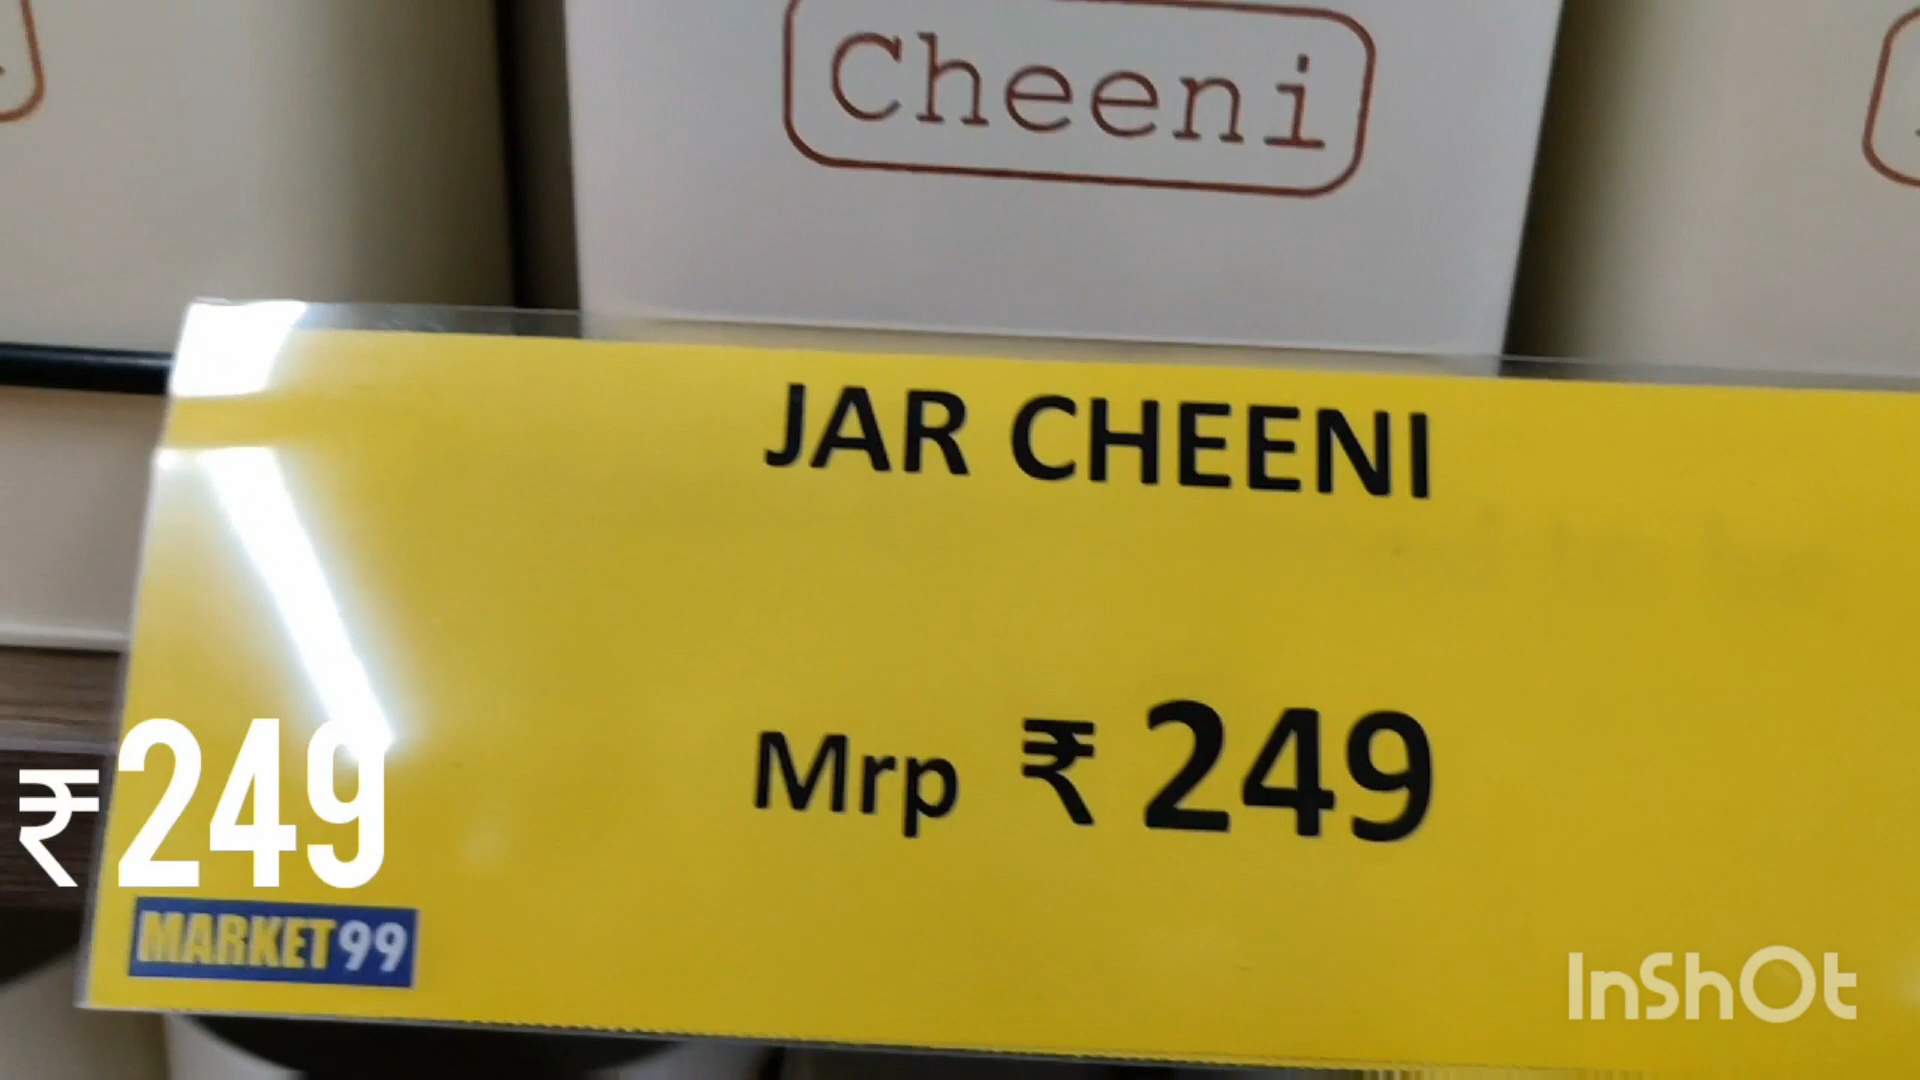 Cheeni
JAR CHEENI
Mrp ₹ 249
₹249
MARKET99
InShOt